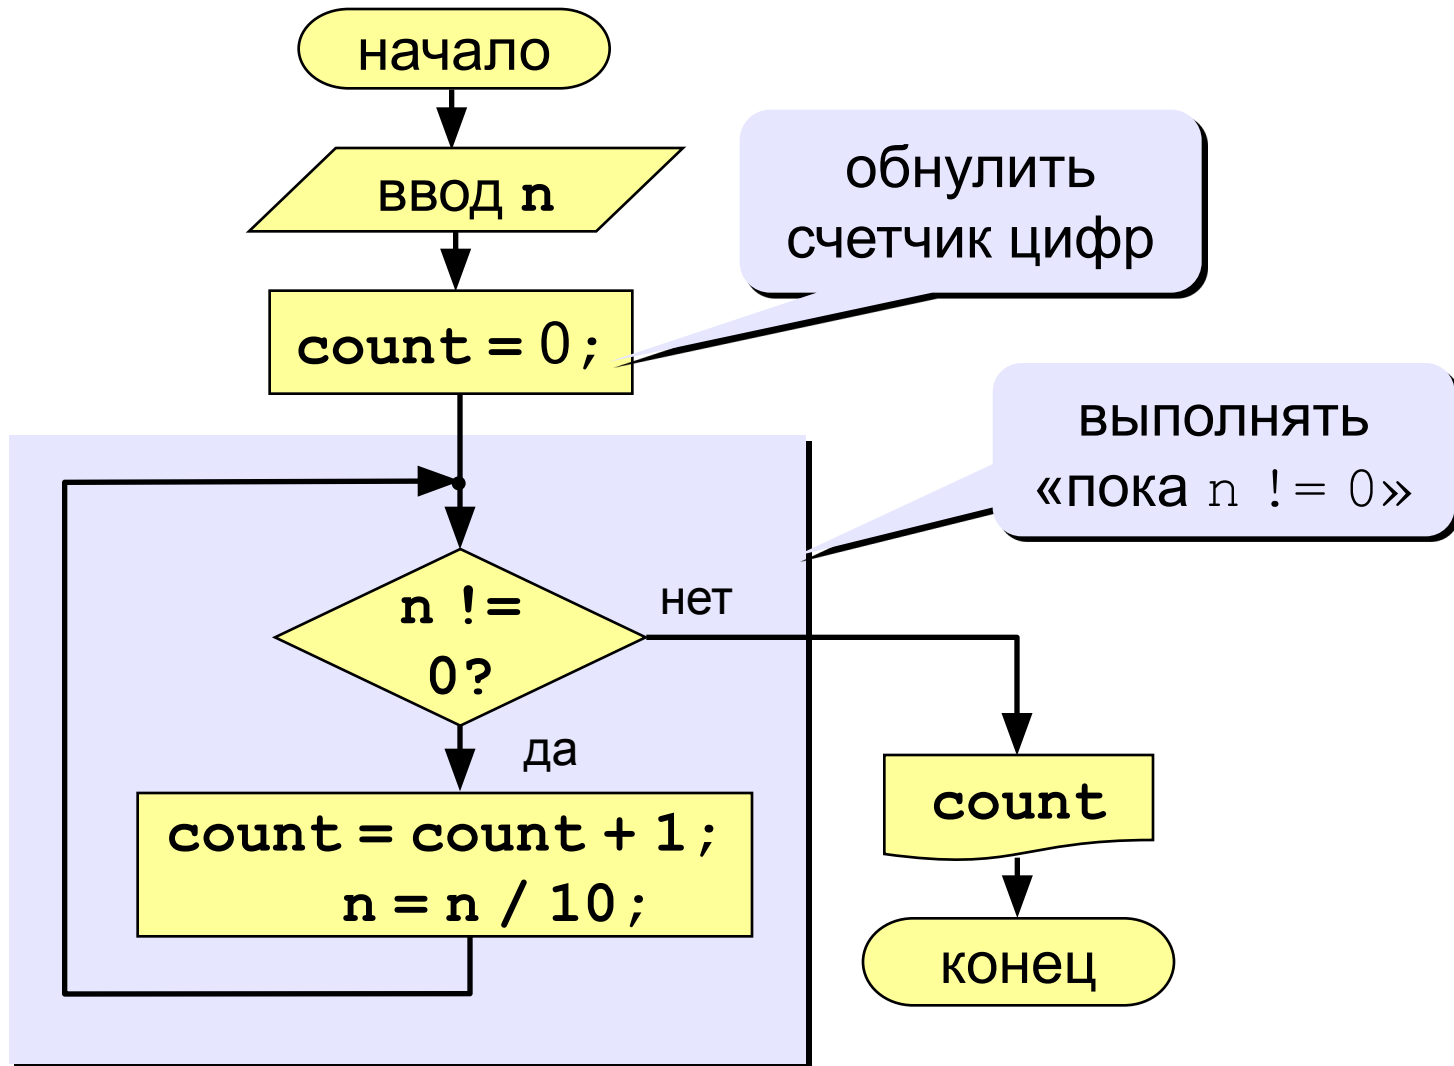 начало
ввод n
обнулить
счетчик цифр
count = 0;
выполнять
«пока n != 0»
n !=
0?
нет
да
count = count + 1;
n = n / 10;
count
конец